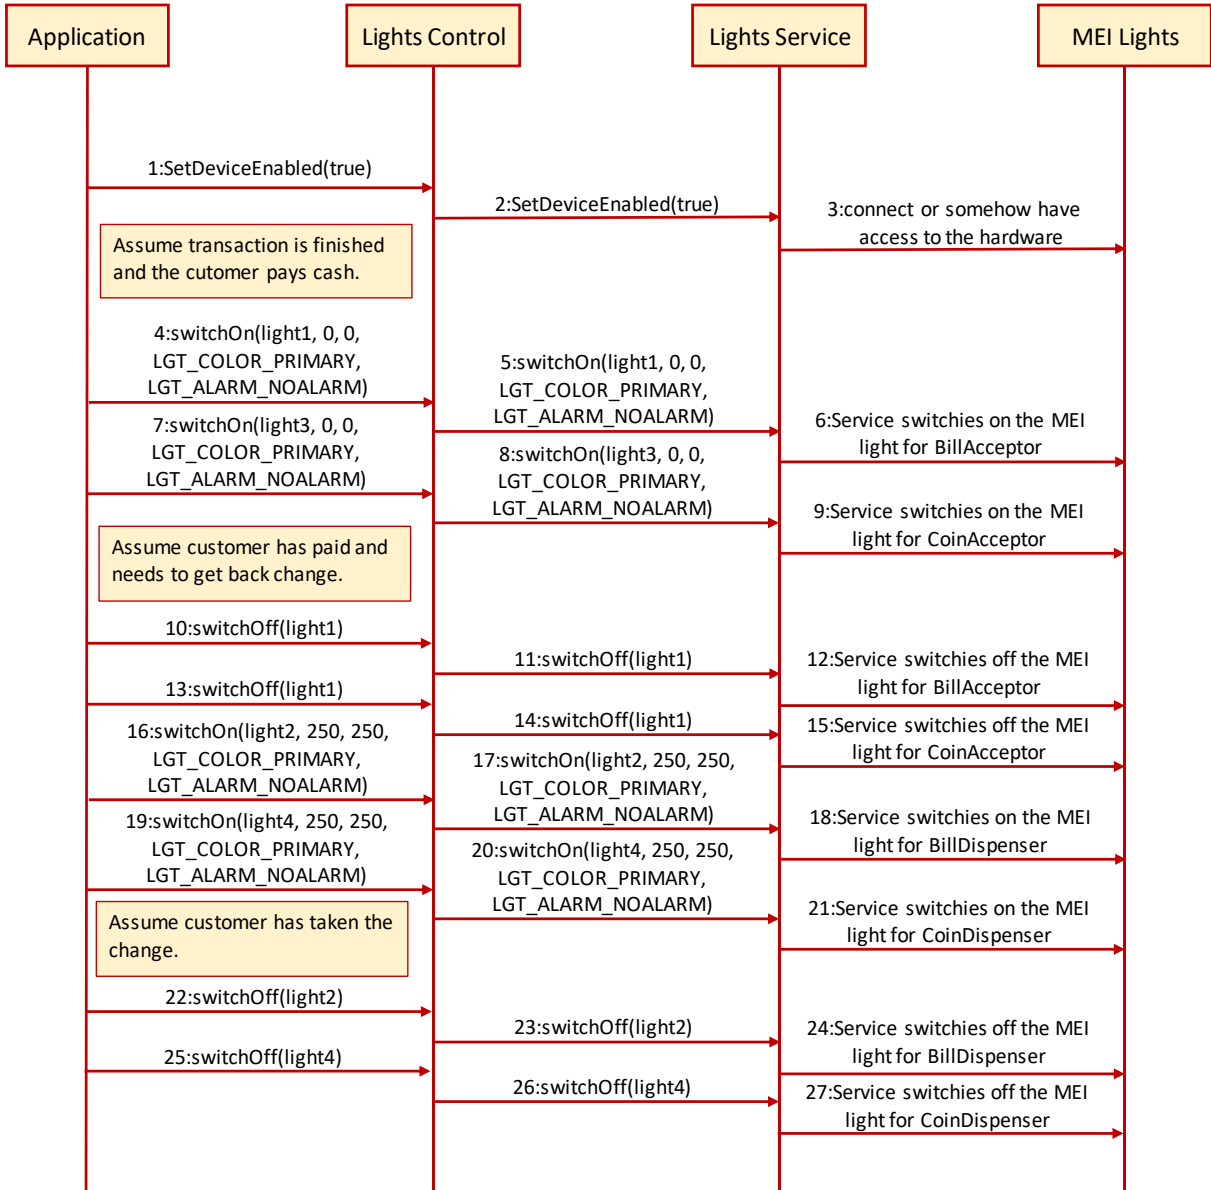 Application
Lights Control
Lights Service
MEI Lights
1:SetDeviceEnabled(true)
2:SetDeviceEnabled(true)
3:connect or somehow have
access to the hardware
Assume transaction is finished
and the cutomer pays cash.
4:switchOn(light1, 0, 0,
LGT_COLOR_PRIMARY,
LGT_ALARM_NOALARM)
5:switchOn(light1, 0, 0,
LGT_COLOR_PRIMARY,
LGT_ALARM_NOALARM)
6:Service switchies on the MEI
light for BillAcceptor
7:switchOn(light3, 0, 0,
LGT_COLOR_PRIMARY,
LGT_ALARM_NOALARM)
8:switchOn(light3, 0, 0,
LGT_COLOR_PRIMARY,
LGT_ALARM_NOALARM)
9:Service switchies on the MEI
light for CoinAcceptor
Assume customer has paid and
needs to get back change.
10:switchOff(light1)
11:switchOff(light1)
12:Service switchies off the MEI
light for BillAcceptor
13:switchOff(light1)
14:switchOff(light1)
15:Service switchies off the MEI
light for CoinAcceptor
16:switchOn(light2, 250, 250,
LGT_COLOR_PRIMARY,
LGT_ALARM_NOALARM)
17:switchOn(light2, 250, 250,
LGT_COLOR_PRIMARY,
LGT_ALARM_NOALARM)
18:Service switchies on the MEI
light for BillDispenser
19:switchOn(light4, 250, 250,
LGT_COLOR_PRIMARY,
LGT_ALARM_NOALARM)
20:switchOn(light4, 250, 250,
LGT_COLOR_PRIMARY,
LGT_ALARM_NOALARM)
21:Service switchies on the MEI
light for CoinDispenser
Assume customer has taken the
change.
22:switchOff(light2)
23:switchOff(light2)
24:Service switchies off the MEI
light for BillDispenser
25:switchOff(light4)
26:switchOff(light4)
27:Service switchies off the MEI
light for CoinDispenser